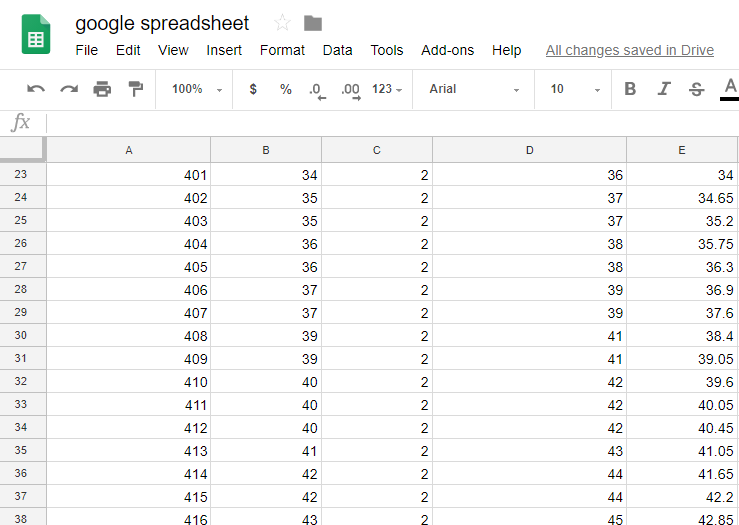 google spreadsheet
File Edit View Insert Format Data Tools Add-ons Help All changes saved in Drive
100% $ % .0 .00 123 Arial 10 B I S A
fx
A B C D E
23 401 34 2 36 34
24 402 35 2 37 34.65
25 403 35 2 37 35.2
26 404 36 2 38 35.75
27 405 36 2 38 36.3
28 406 37 2 39 36.9
29 407 37 2 39 37.6
30 408 39 2 41 38.4
31 409 39 2 41 39.05
32 410 40 2 42 39.6
33 411 40 2 42 40.05
34 412 40 2 42 40.45
35 413 41 2 43 41.05
36 414 42 2 44 41.65
37 415 42 2 44 42.2
38 416 43 2 45 42.85